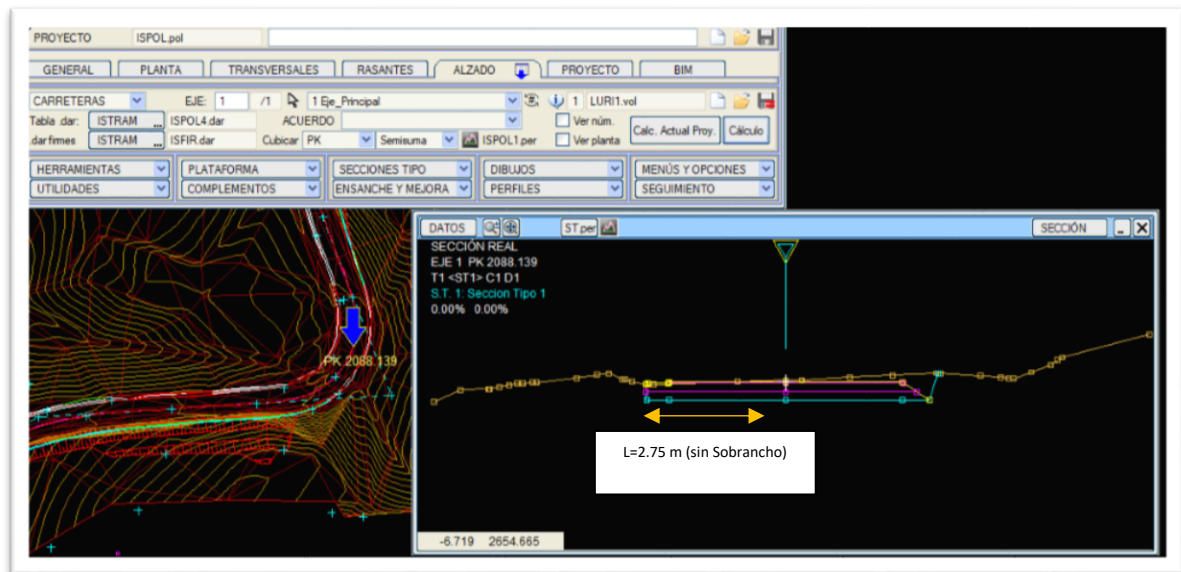 PROYECTO ISPOL.pol
GENERAL PLANTA TRANSVERSALES RASANTES ALZADO PROYECTO BIM
CARRETERAS EJE: 1 /1 1 Eje_Principal 1 LURI1.vol
Tabla .dar: ISTRAM ... ISPOL4.dar ACUERDO Ver núm. Calc. Actual Proy. Cálculo
.dar firmes ISTRAM ... ISFIR.dar Cubicar PK Semisuma ISPOL1.per Ver planta
HERRAMIENTAS PLATAFORMA SECCIONES TIPO DIBUJOS MENÚS Y OPCIONES
UTILIDADES COMPLEMENTOS ENSANCHE Y MEJORA PERFILES SEGUIMIENTO
DATOS ST.per SECCIÓN
SECCIÓN REAL
EJE 1 PK 2088.139
T1 <ST1> C1 D1
S.T. 1: Seccion Tipo 1
0.00% 0.00%
PK 2088.139
L=2.75 m (sin Sobrancho)
-6.719 2654.665